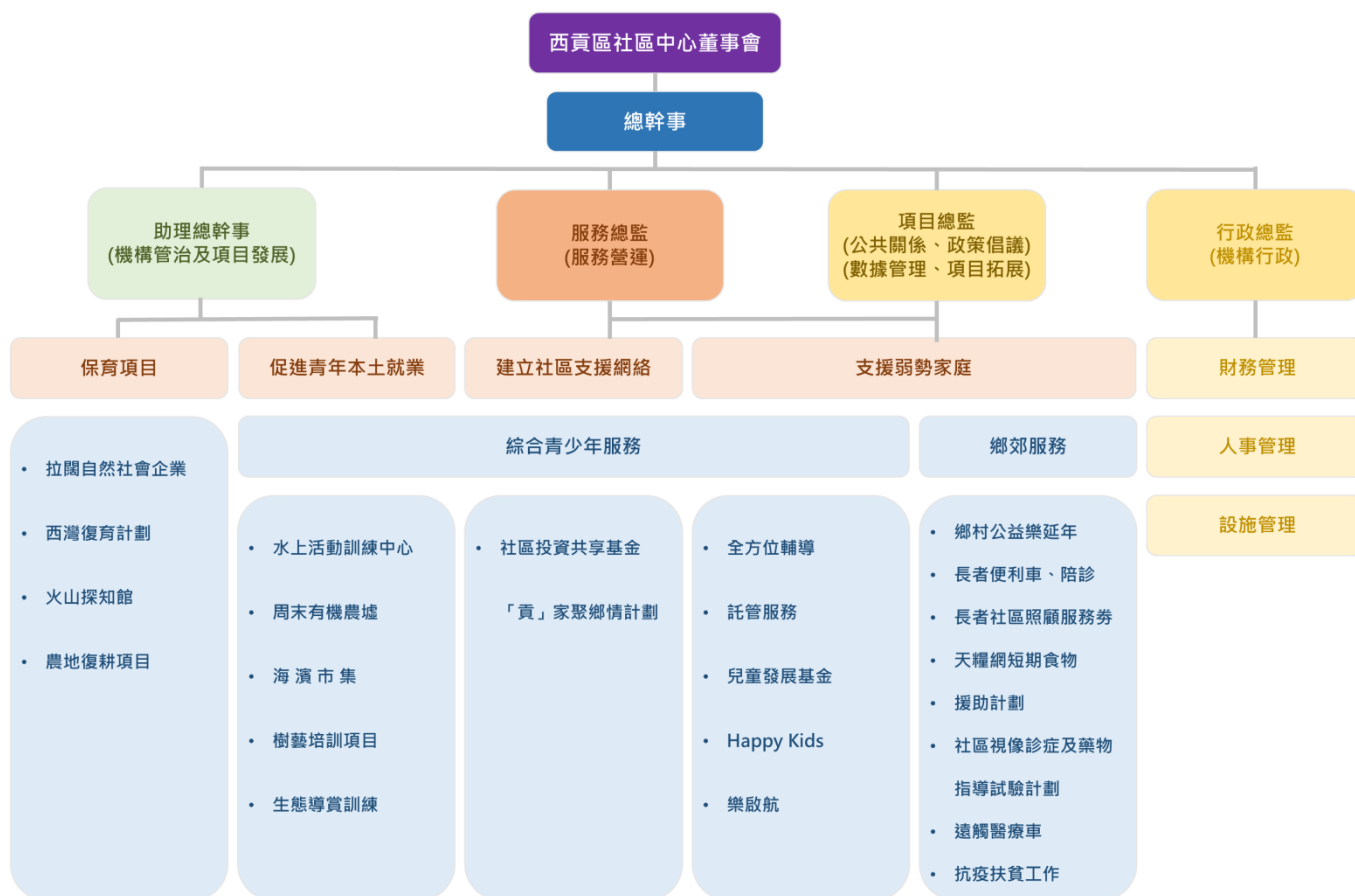 西貢區社區中心董事會
總幹事
助理總幹事
(機構管治及項目發展)
服務總監
(服務營運)
項目總監
(公共關係、政策倡議)
(數據管理、項目拓展)
行政總監
(機構行政)
保育項目
促進青年本土就業
建立社區支援網絡
支援弱勢家庭
財務管理
綜合青少年服務
鄉郊服務
人事管理
設施管理
• 拉闊自然社會企業
• 西灣復育計劃
• 火山探知館
• 農地復耕項目
• 水上活動訓練中心
• 周末有機農墟
• 海 濱 市 集
• 樹藝培訓項目
• 生態導賞訓練
• 社區投資共享基金
「貢」家聚鄉情計劃
• 全方位輔導
• 託管服務
• 兒童發展基金
• Happy Kids
• 樂啟航
• 鄉村公益樂延年
• 長者便利車、陪診
• 長者社區照顧服務券
• 天糧網短期食物
• 援助計劃
• 社區視像診症及藥物
指導試驗計劃
• 遠觸醫療車
• 抗疫扶貧工作